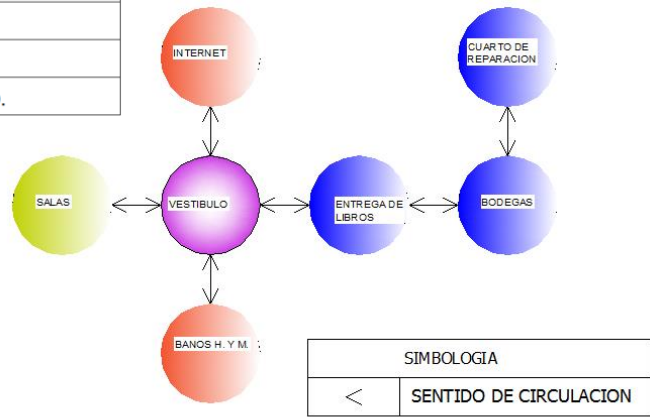 INTERNET
CUARTO DE
REPARACION
SALAS
VESTIBULO
ENTREGA DE
LIBROS
BODEGAS
BANOS H. Y M.
SIMBOLOGIA
< SENTIDO DE CIRCULACION